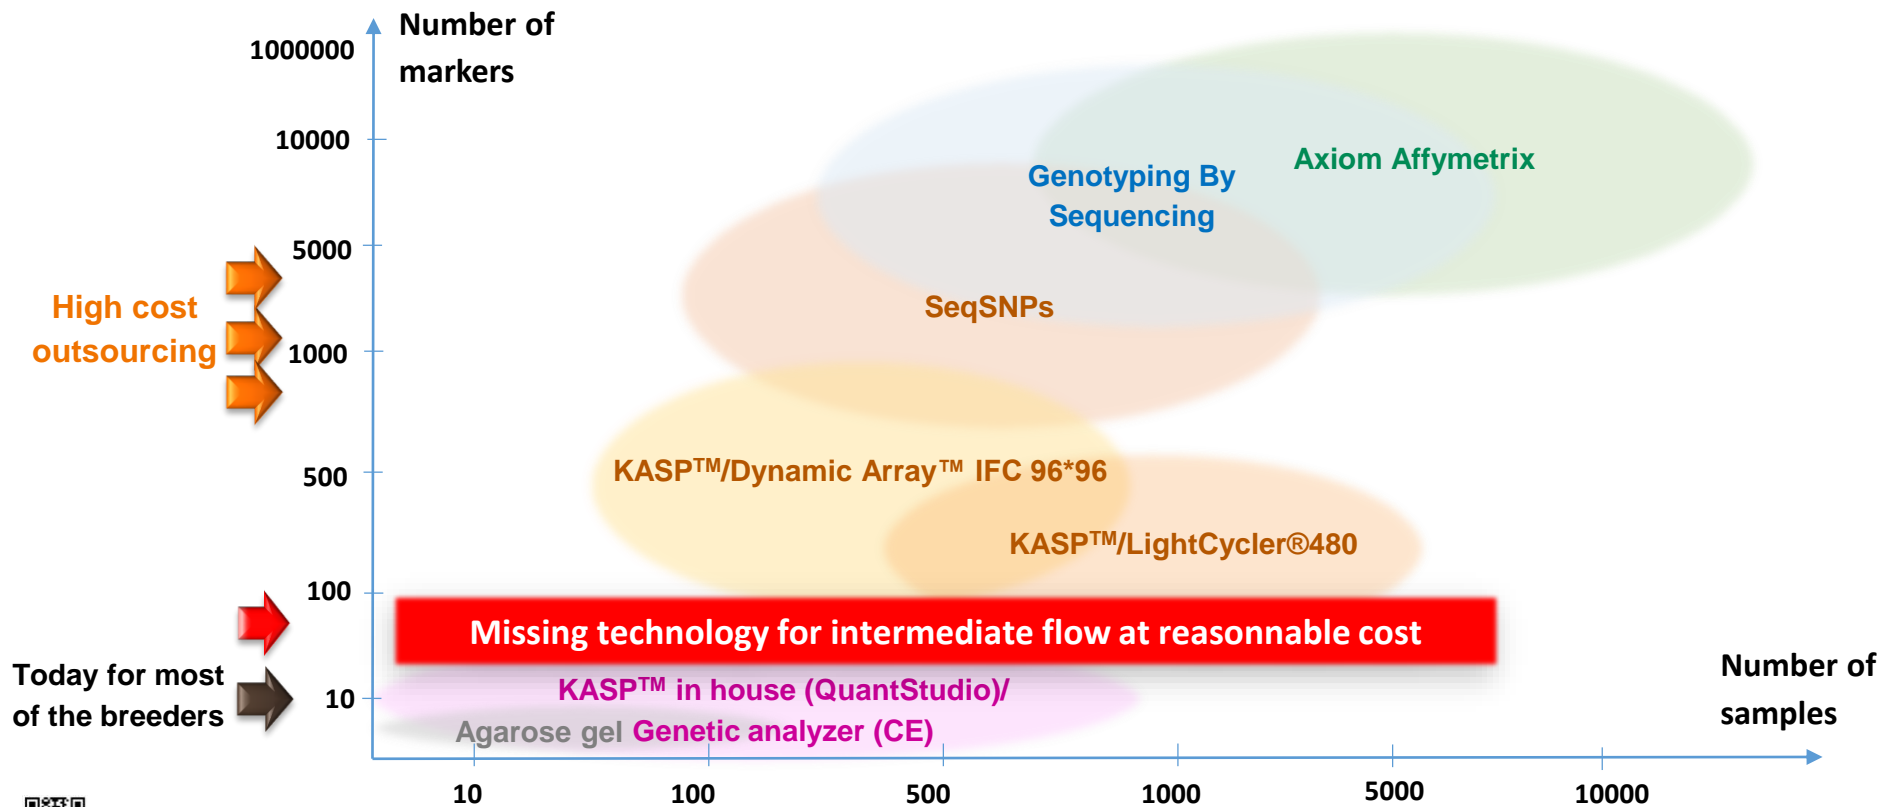 Number of
markers
1000000
10000
Axiom Affymetrix
Genotyping By
Sequencing
5000
High cost
outsourcing
SeqSNPs
1000
KASP™/Dynamic Array™ IFC 96*96
500
KASP™/LightCycler®480
100
Missing technology for intermediate flow at reasonnable cost
Today for most
of the breeders
10
KASP™ in house (QuantStudio)/
Agarose gel Genetic analyzer (CE)
Number of
samples
10 100 500 1000 5000 10000